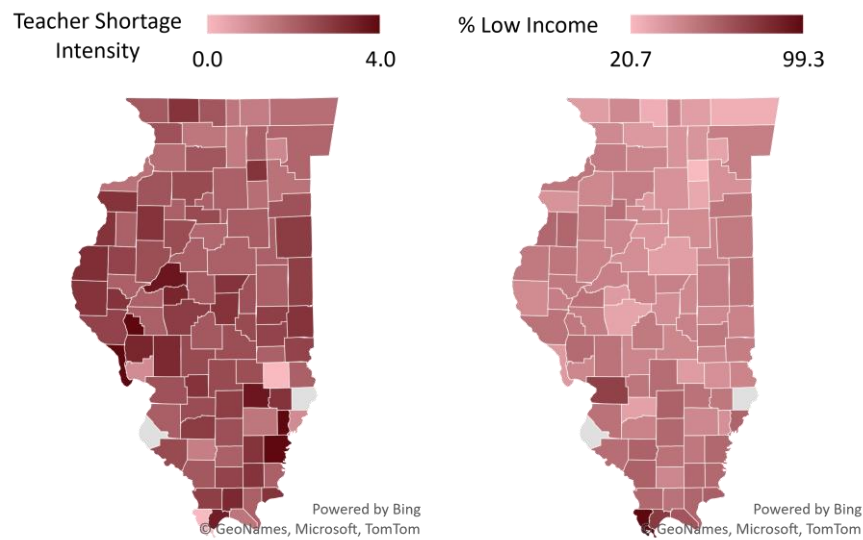 Teacher Shortage
Intensity
0.0
4.0
% Low Income
20.7
99.3
Powered by Bing
© GeoNames, Microsoft, TomTom
Powered by Bing
© GeoNames, Microsoft, TomTom